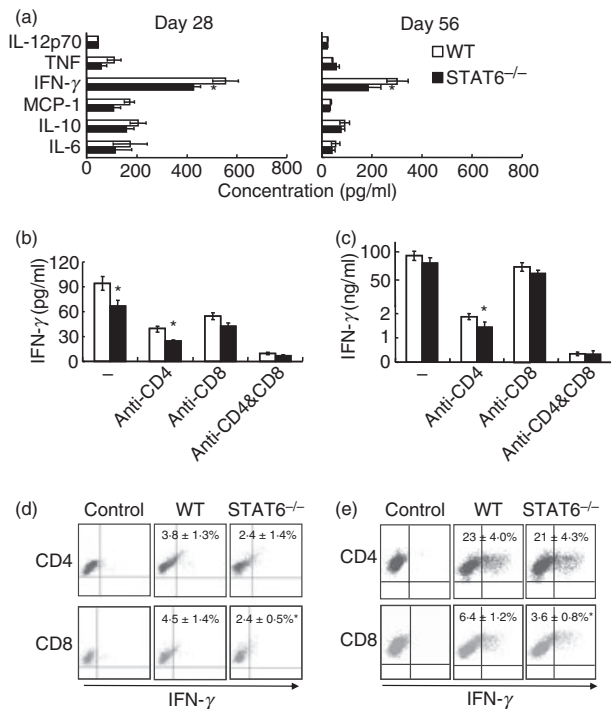 (a)
Day 28
Day 56
IL-12p70
TNF
IFN-γ
MCP-1
IL-10
IL-6
*
*
WT
STAT6–/–
0 200 400 600 800
0 200 400 600 800
Concentration (pg/ml)
(b)
IFN-γ (pg/ml)
120
90
60
30
0
*
*
–
Anti-CD4
Anti-CD8
Anti-CD4&CD8
(c)
IFN-γ (ng/ml)
100
50
2
1
0
*
–
Anti-CD4
Anti-CD8
Anti-CD4&CD8
(d)
Control WT STAT6–/–
CD4
3·8 ± 1·3% 2·4 ± 1·4%
CD8
4·5 ± 1·4% 2·4 ± 0·5%*
IFN-γ
(e)
Control WT STAT6–/–
CD4
23 ± 4·0% 21 ± 4·3%
CD8
6·4 ± 1·2% 3·6 ± 0·8%*
IFN-γ